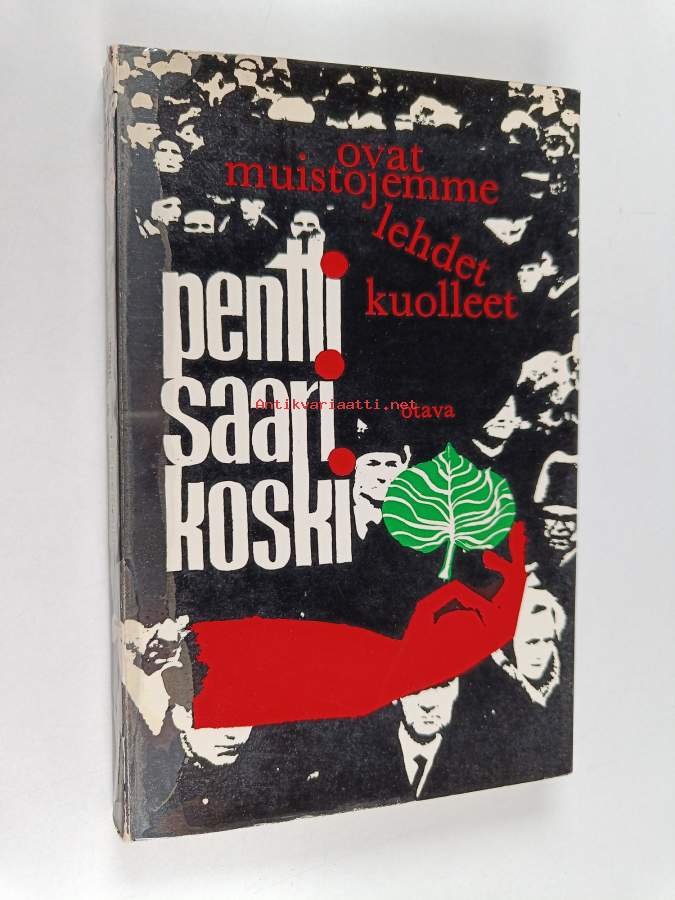 ovat
muistojemme
lehdet
kuolleet
pentti
saari
koski
otava
Antikvariaatti.net